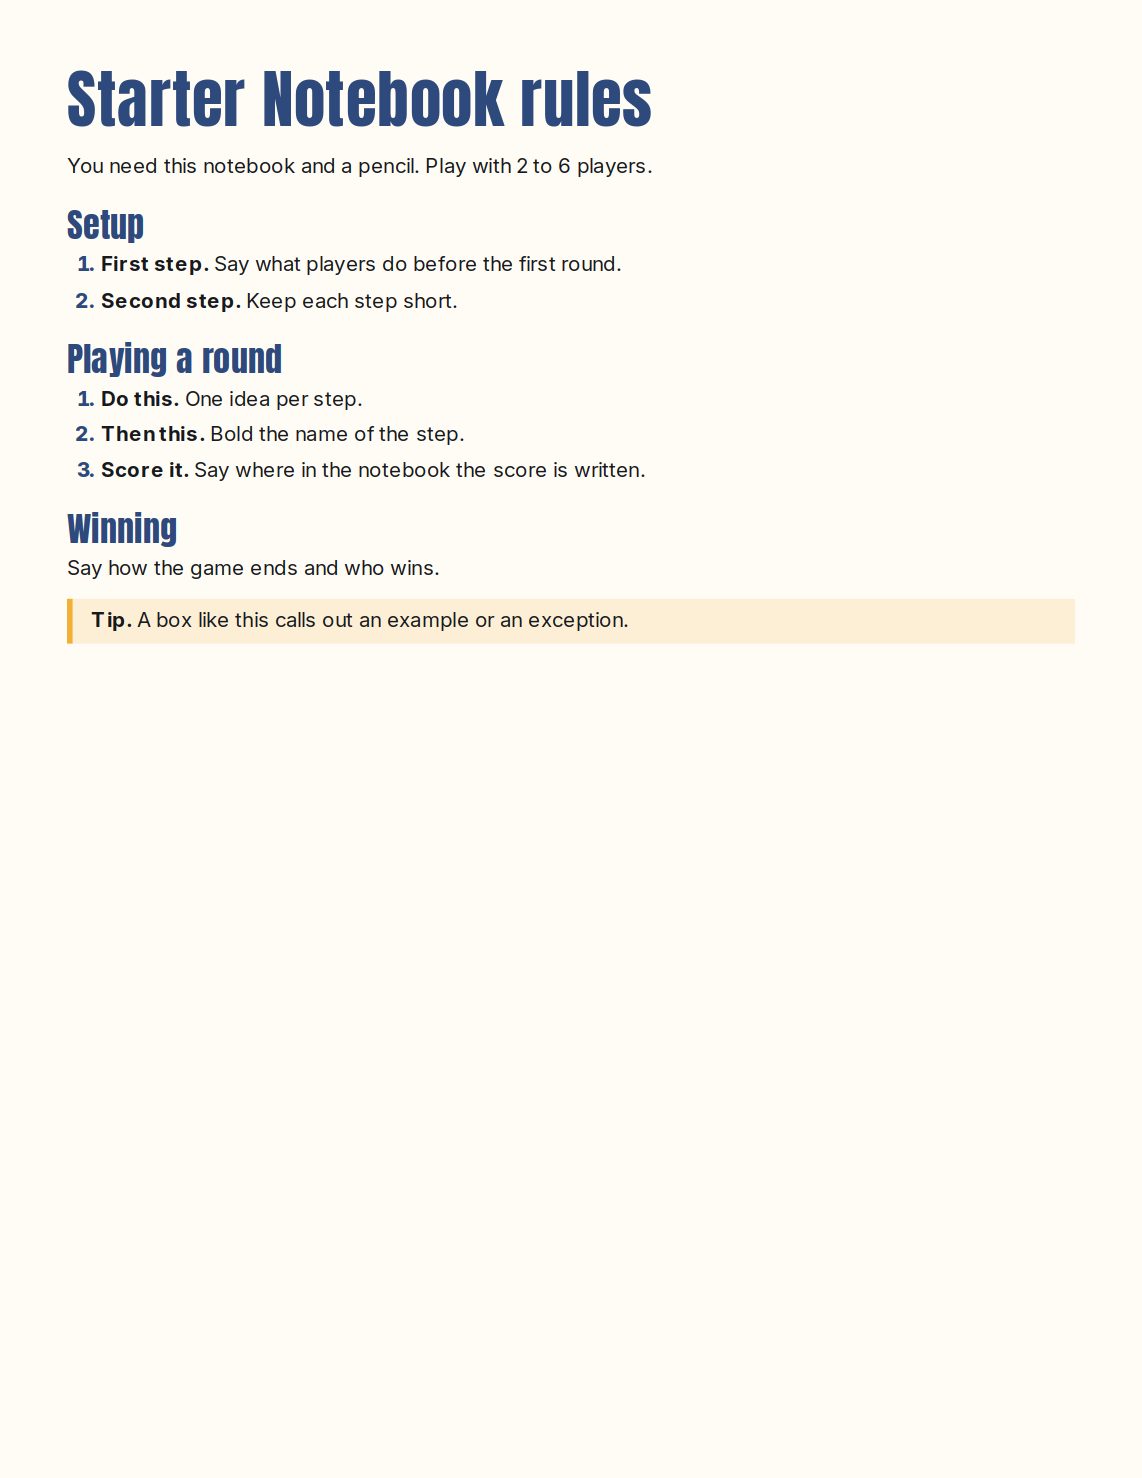 Starter Notebook rules
You need this notebook and a pencil. Play with 2 to 6 players.
Setup
1. First step. Say what players do before the first round.
2. Second step. Keep each step short.
Playing a round
1. Do this. One idea per step.
2. Then this. Bold the name of the step.
3. Score it. Say where in the notebook the score is written.
Winning
Say how the game ends and who wins.
Tip. A box like this calls out an example or an exception.